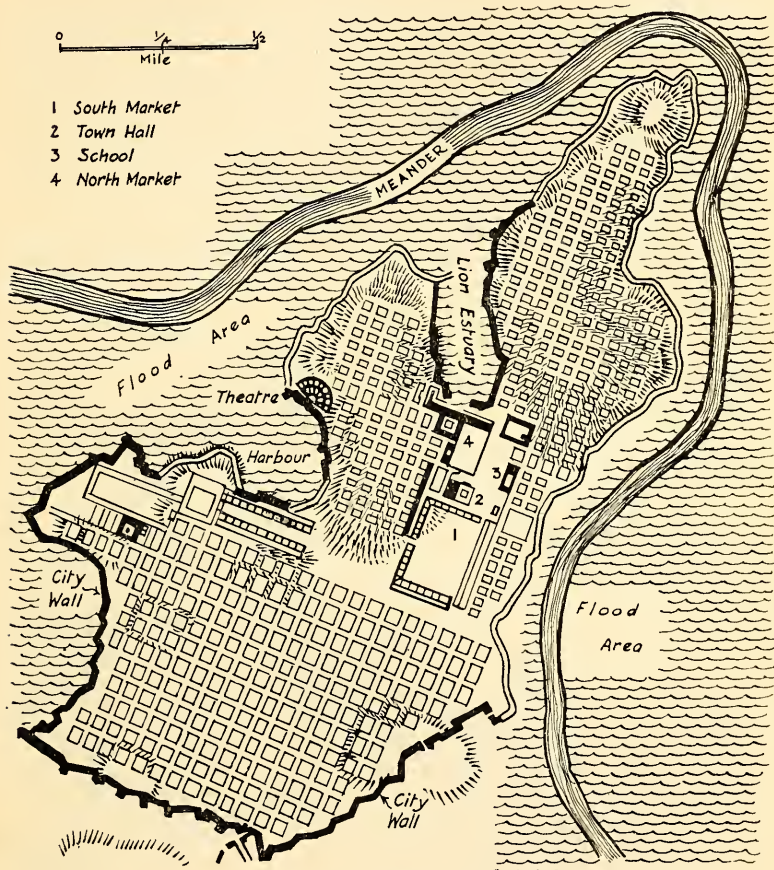 0 1/4 1/2
Mile
1 South Market
2 Town Hall
3 School
4 North Market
MEANDER
Lion Estuary
Flood Area
Theatre
Harbour
4
3
2
1
City
Wall
Flood
Area
City
Wall